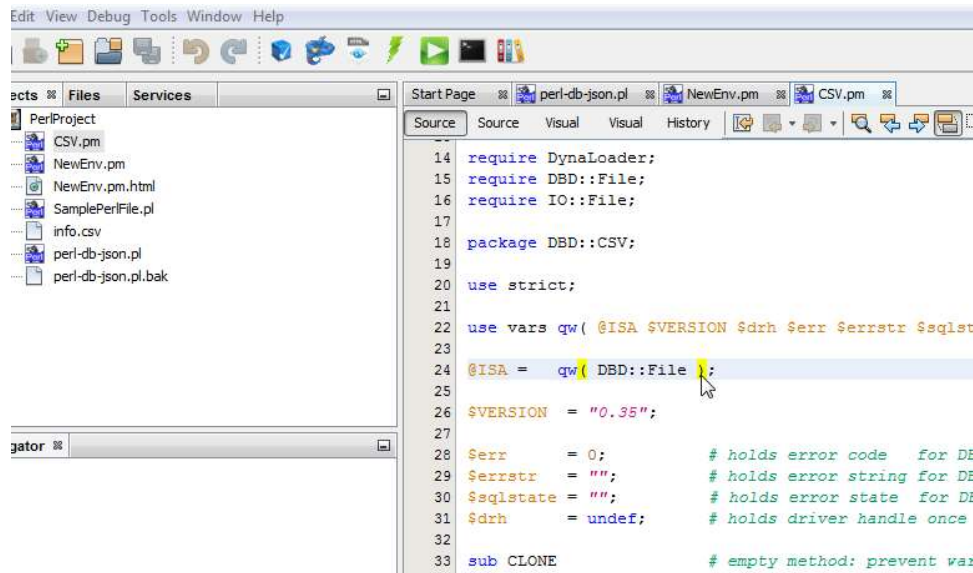 Edit View Debug Tools Window Help
ects Files Services
PerlProject
CSV.pm
NewEnv.pm
NewEnv.pm.html
SamplePerlFile.pl
info.csv
perl-db-json.pl
perl-db-json.pl.bak
gator
Start Page perl-db-json.pl NewEnv.pm CSV.pm
Source Source Visual Visual History
14 require DynaLoader;
15 require DBD::File;
16 require IO::File;
17
18 package DBD::CSV;
19
20 use strict;
21
22 use vars qw( @ISA $VERSION $drh $err $errstr $sqlst
23
24 @ISA =   qw( DBD::File );
25
26 $VERSION  = "0.35";
27
28 $err      = 0;          # holds error code   for DB
29 $errstr   = "";         # holds error string for DB
30 $sqlstate = "";         # holds error state  for DB
31 $drh      = undef;      # holds driver handle once
32
33 sub CLONE               # empty method: prevent war